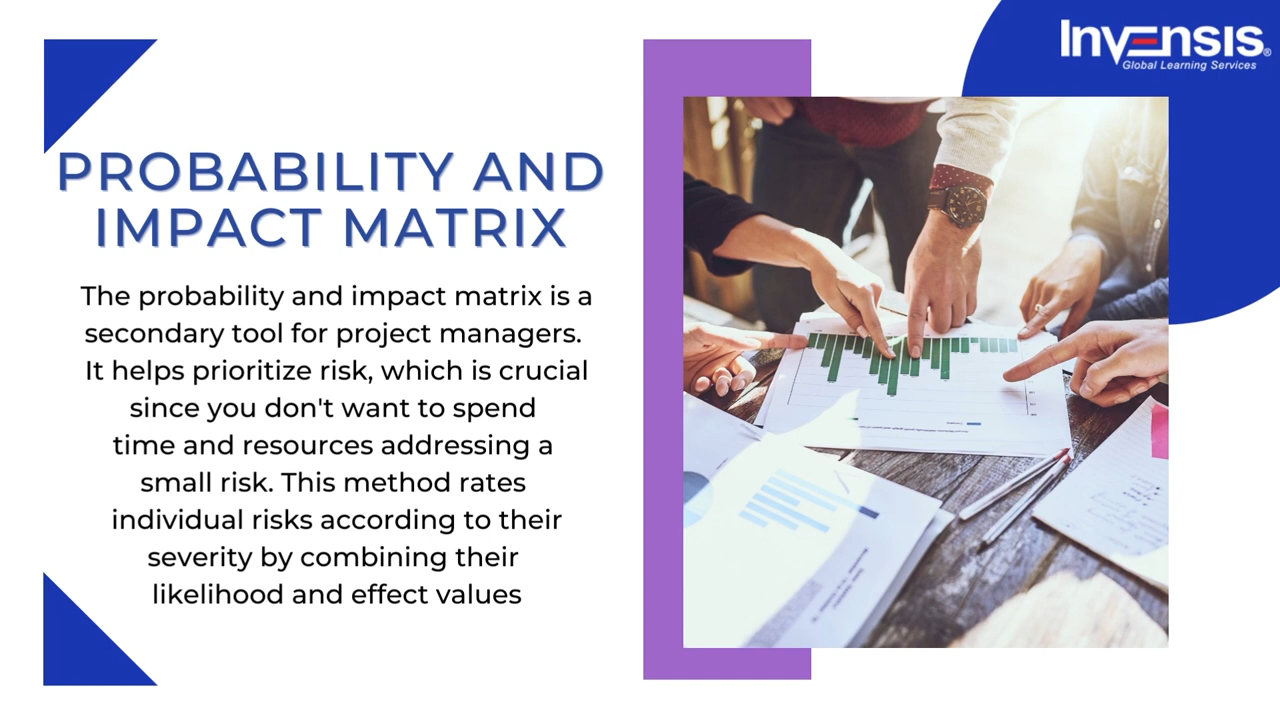 Invensis®
Global Learning Services
PROBABILITY AND
IMPACT MATRIX
The probability and impact matrix is a
secondary tool for project managers.
It helps prioritize risk, which is crucial
since you don't want to spend
time and resources addressing a
small risk. This method rates
individual risks according to their
severity by combining their
likelihood and effect values